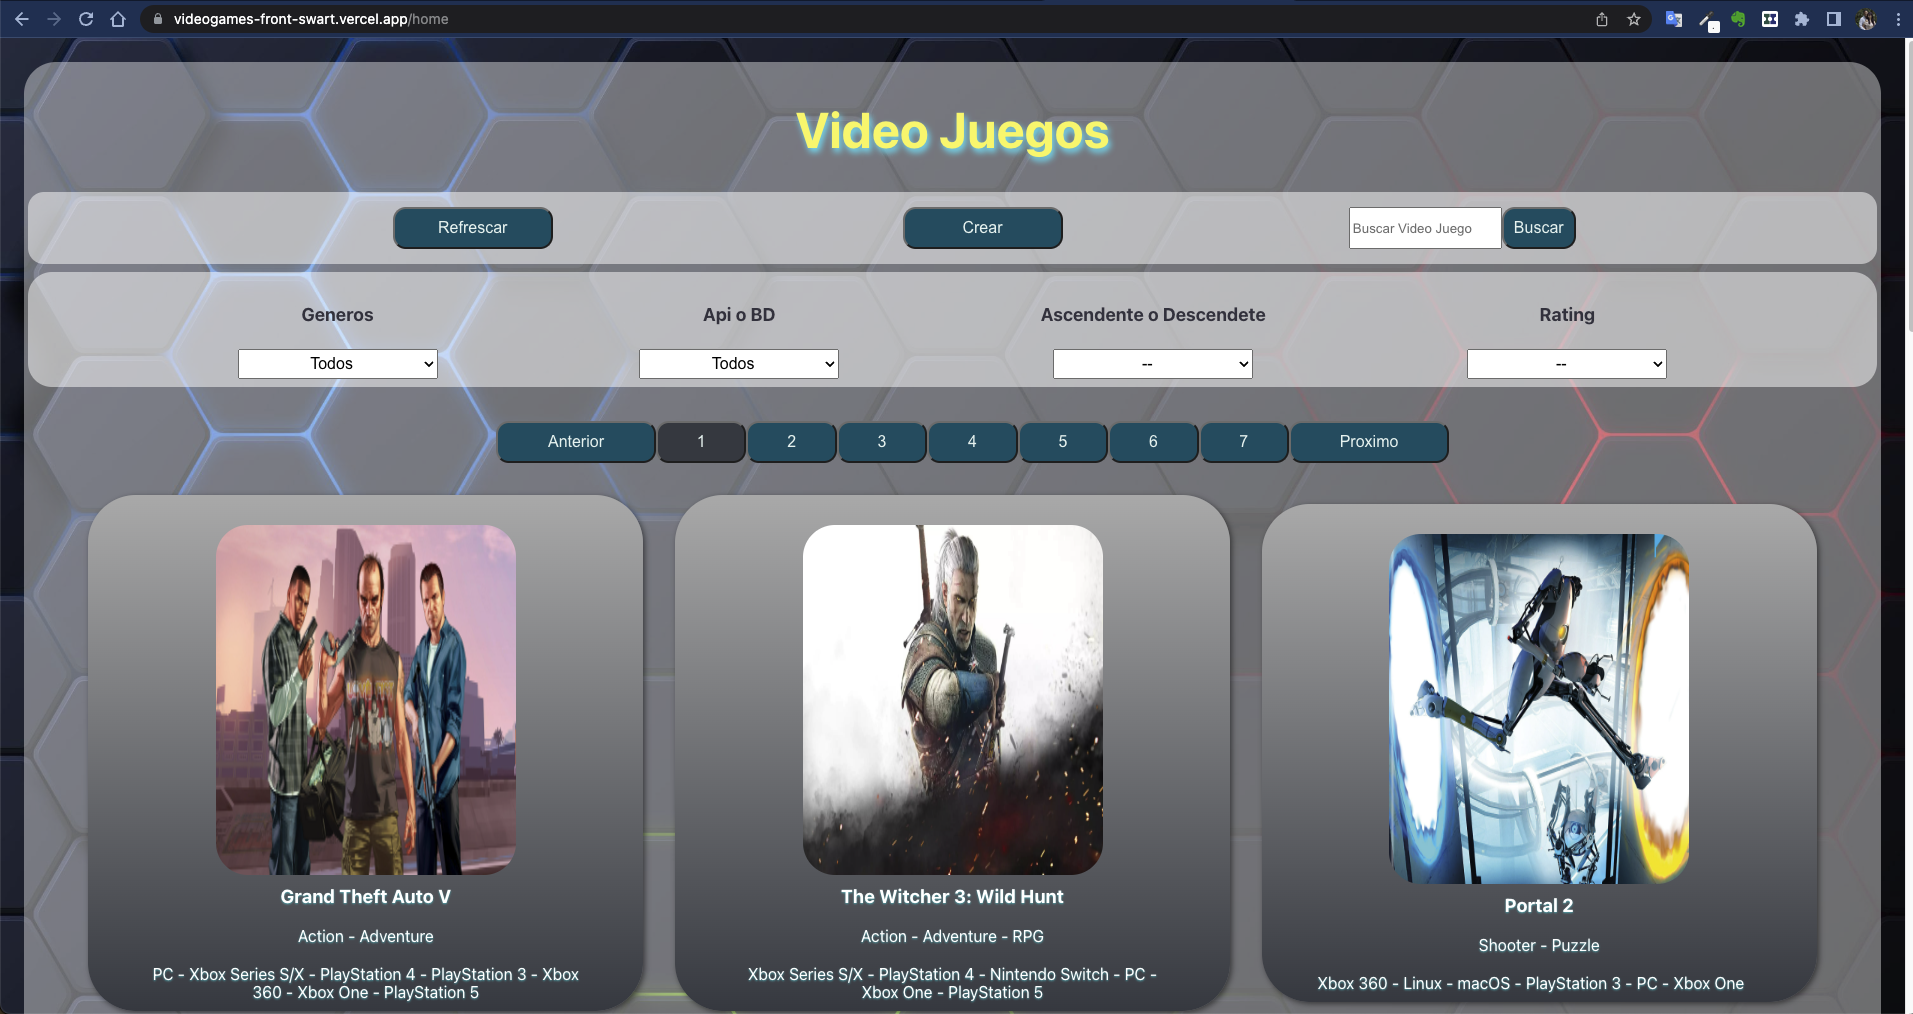 videogames-front-swart.vercel.app/home
Video Juegos
Refrescar
Crear
Buscar Video Juego
Buscar
Generos
Api o BD
Ascendente o Descendete
Rating
Todos
Todos
--
--
Anterior
1
2
3
4
5
6
7
Proximo
Grand Theft Auto V
Action - Adventure
PC - Xbox Series S/X - PlayStation 4 - PlayStation 3 - Xbox
360 - Xbox One - PlayStation 5
The Witcher 3: Wild Hunt
Action - Adventure - RPG
Xbox Series S/X - PlayStation 4 - Nintendo Switch - PC -
Xbox One - PlayStation 5
Portal 2
Shooter - Puzzle
Xbox 360 - Linux - macOS - PlayStation 3 - PC - Xbox One